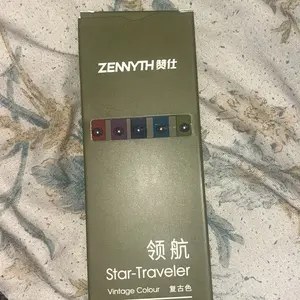 ZENNYTH 赞仕
领航
Star-Traveler
Vintage Colour 复古色